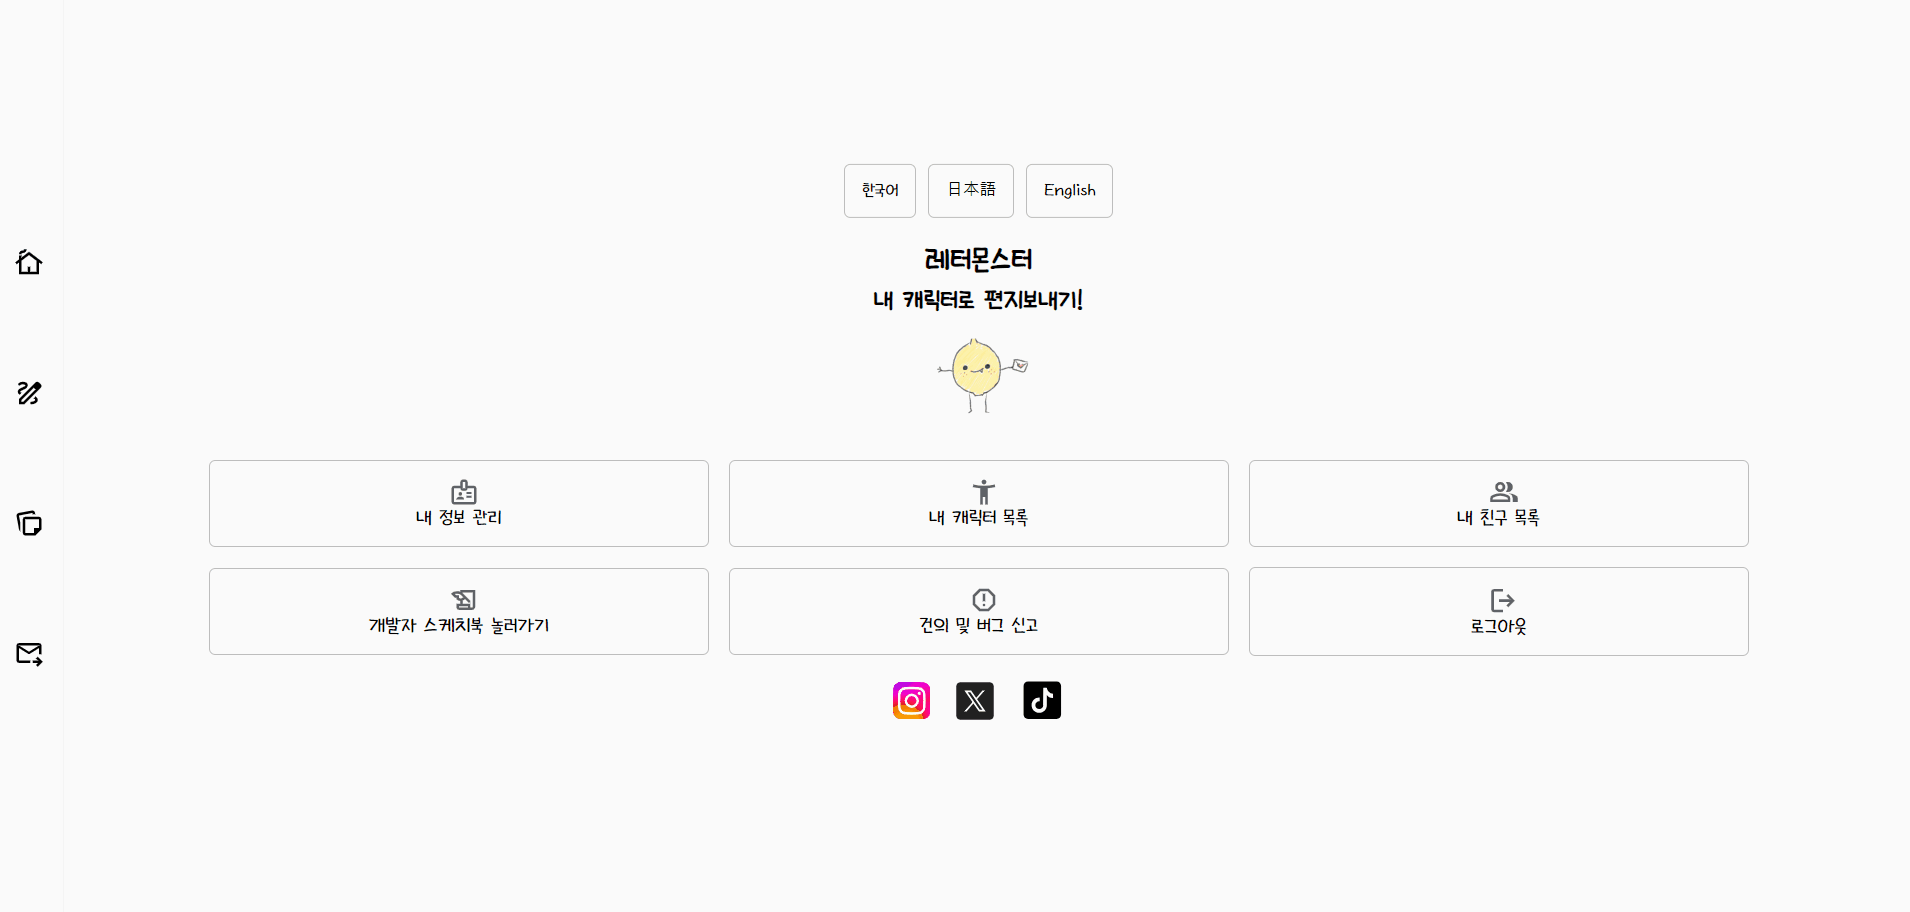 한국어
日本語
English
레터몬스터
내 캐릭터로 편지보내기!
내 정보 관리
내 캐릭터 목록
내 친구 목록
개발자 스케치북 놀러가기
건의 및 버그 신고
로그아웃